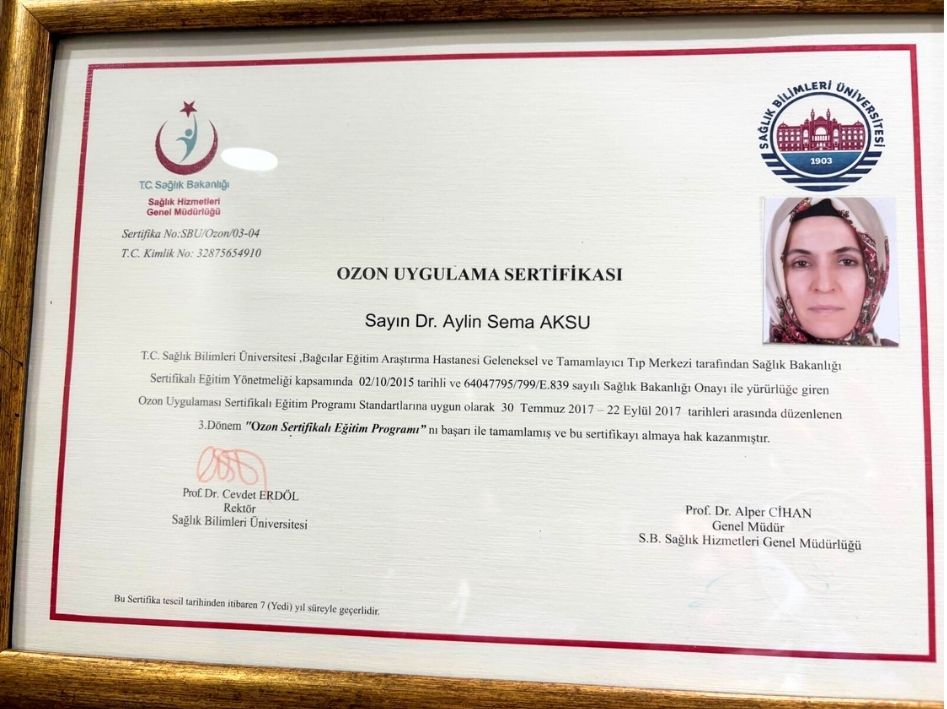 SAĞLIK BİLİMLERİ ÜNİVERSİTESİ
1903
T.C. Sağlık Bakanlığı
Sağlık Hizmetleri
Genel Müdürlüğü
Sertifika No:SBU/Ozon/03-04
T.C. Kimlik No: 32875654910
OZON UYGULAMA SERTİFİKASI
Sayın Dr. Aylin Sema AKSU
T.C. Sağlık Bilimleri Üniversitesi ,Bağcılar Eğitim Araştırma Hastanesi Geleneksel ve Tamamlayıcı Tıp Merkezi tarafından Sağlık Bakanlığı
Sertifikalı Eğitim Yönetmeliği kapsamında 02/10/2015 tarihli ve 64047795/799/E.839 sayılı Sağlık Bakanlığı Onayı ile yürürlüğe giren
Ozon Uygulaması Sertifikalı Eğitim Programı Standartlarına uygun olarak 30 Temmuz 2017 – 22 Eylül 2017 tarihleri arasında düzenlenen
3.Dönem "Ozon Sertifikalı Eğitim Programı" nı başarı ile tamamlamış ve bu sertifikayı almaya hak kazanmıştır.
Prof. Dr. Cevdet ERDÖL
Rektör
Sağlık Bilimleri Üniversitesi
Prof. Dr. Alper CİHAN
Genel Müdür
S.B. Sağlık Hizmetleri Genel Müdürlüğü
Bu Sertifika tescil tarihinden itibaren 7 (Yedi) yıl süreyle geçerlidir.